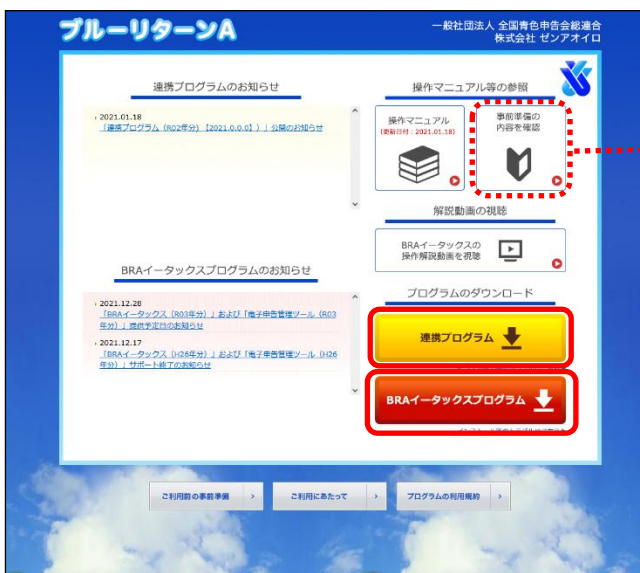 ブルーリターンA
一般社団法人 全国青色申告会総連合
株式会社 ゼンアオイロ
連携プログラムのお知らせ
2021.01.18
「連携プログラム（R02年分）【2021.0.0.0】」公開のお知らせ
操作マニュアル等の参照
操作マニュアル
(更新日付：2021.01.18)
事前準備の
内容を確認
解説動画の視聴
BRAイータックスの
操作解説動画を視聴
BRAイータックスプログラムのお知らせ
2021.12.28
「BRAイータックス（R03年分）」および「電子申告管理ツール（R03
年分）」提供予定日のお知らせ
2021.12.17
「BRAイータックス（H26年分）」および「電子申告管理ツール（H26
年分）」サポート終了のお知らせ
プログラムのダウンロード
連携プログラム
BRAイータックスプログラム
ご利用前の事前準備
ご利用にあたって
プログラムの利用規約